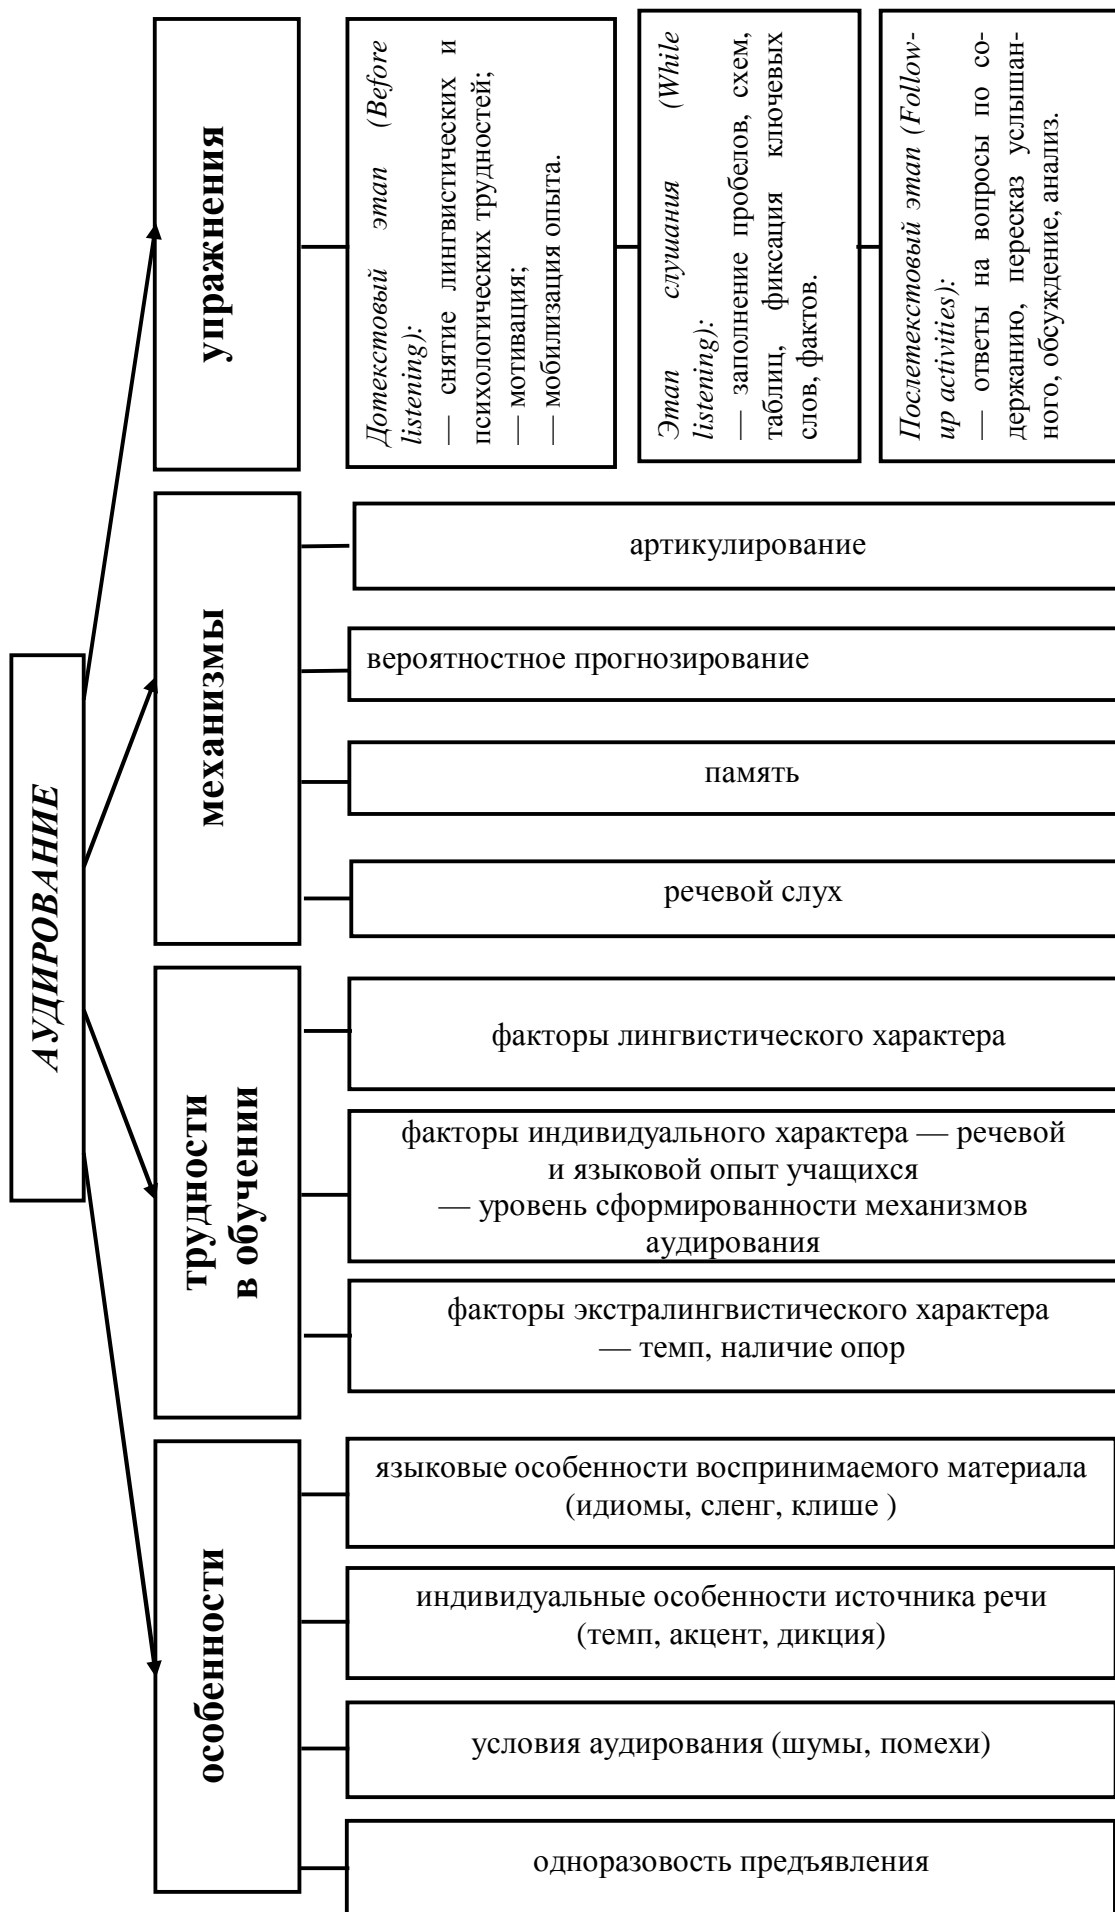 АУДИРОВАНИЕ
особенности
одноразовость предъявления
условия аудирования (шумы, помехи)
индивидуальные особенности источника речи
(темп, акцент, дикция)
языковые особенности воспринимаемого материала
(идиомы, сленг, клише )
трудности
в обучении
факторы экстралингвистического характера
— темп, наличие опор
факторы индивидуального характера — речевой
и языковой опыт учащихся
— уровень сформированности механизмов
аудирования
факторы лингвистического характера
механизмы
речевой слух
память
вероятностное прогнозирование
артикулирование
упражнения
Дотекстовый этап (Before
listening):
— снятие лингвистических и
психологических трудностей;
— мотивация;
— мобилизация опыта.
Этап слушания (While
listening):
— заполнение пробелов, схем,
таблиц, фиксация ключевых
слов, фактов.
Послетекстовый этап (Follow-
up activities):
— ответы на вопросы по со-
держанию, пересказ услышан-
ного, обсуждение, анализ.